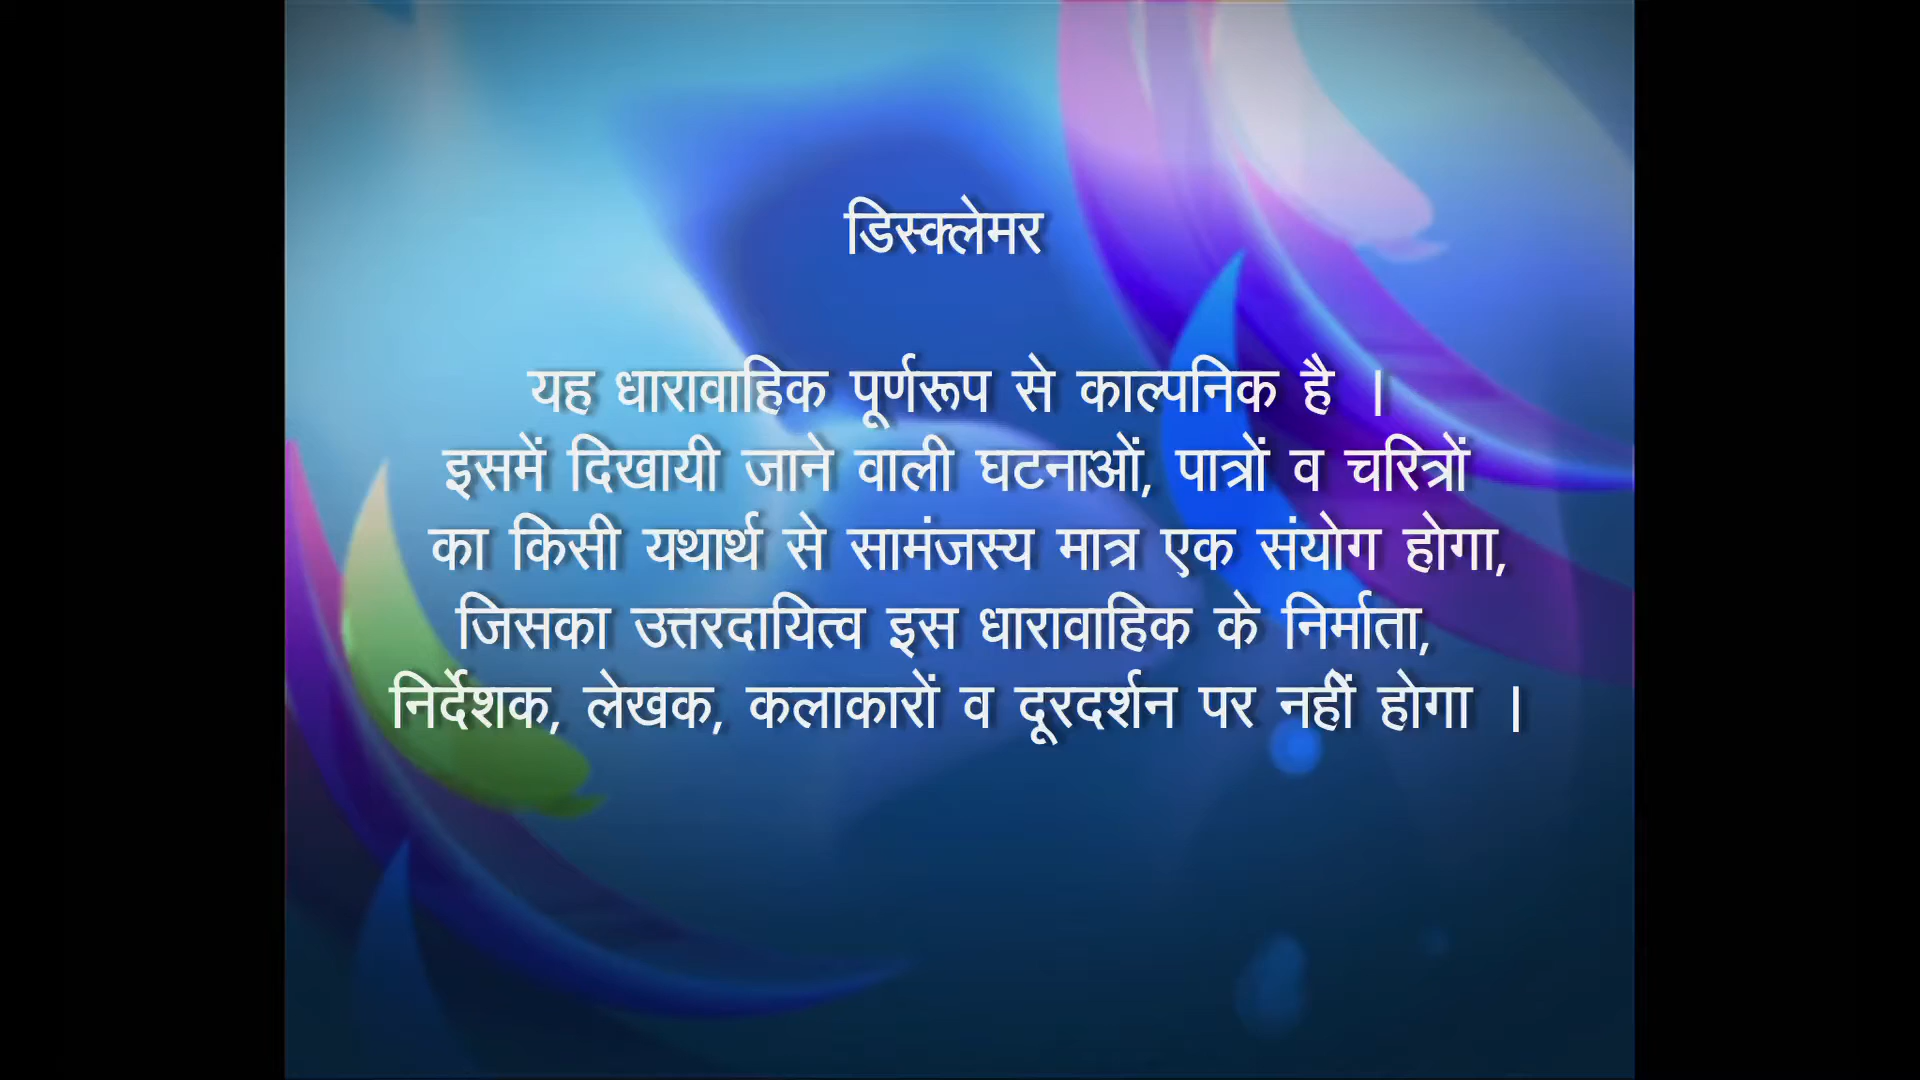 डिस्क्लेमर
यह धारावाहिक पूर्णरूप से काल्पनिक है ।
इसमें दिखायी जाने वाली घटनाओं, पात्रों व चरित्रों
का किसी यथार्थ से सामंजस्य मात्र एक संयोग होगा,
जिसका उत्तरदायित्व इस धारावाहिक के निर्माता,
निर्देशक, लेखक, कलाकारों व दूरदर्शन पर नहीं होगा ।